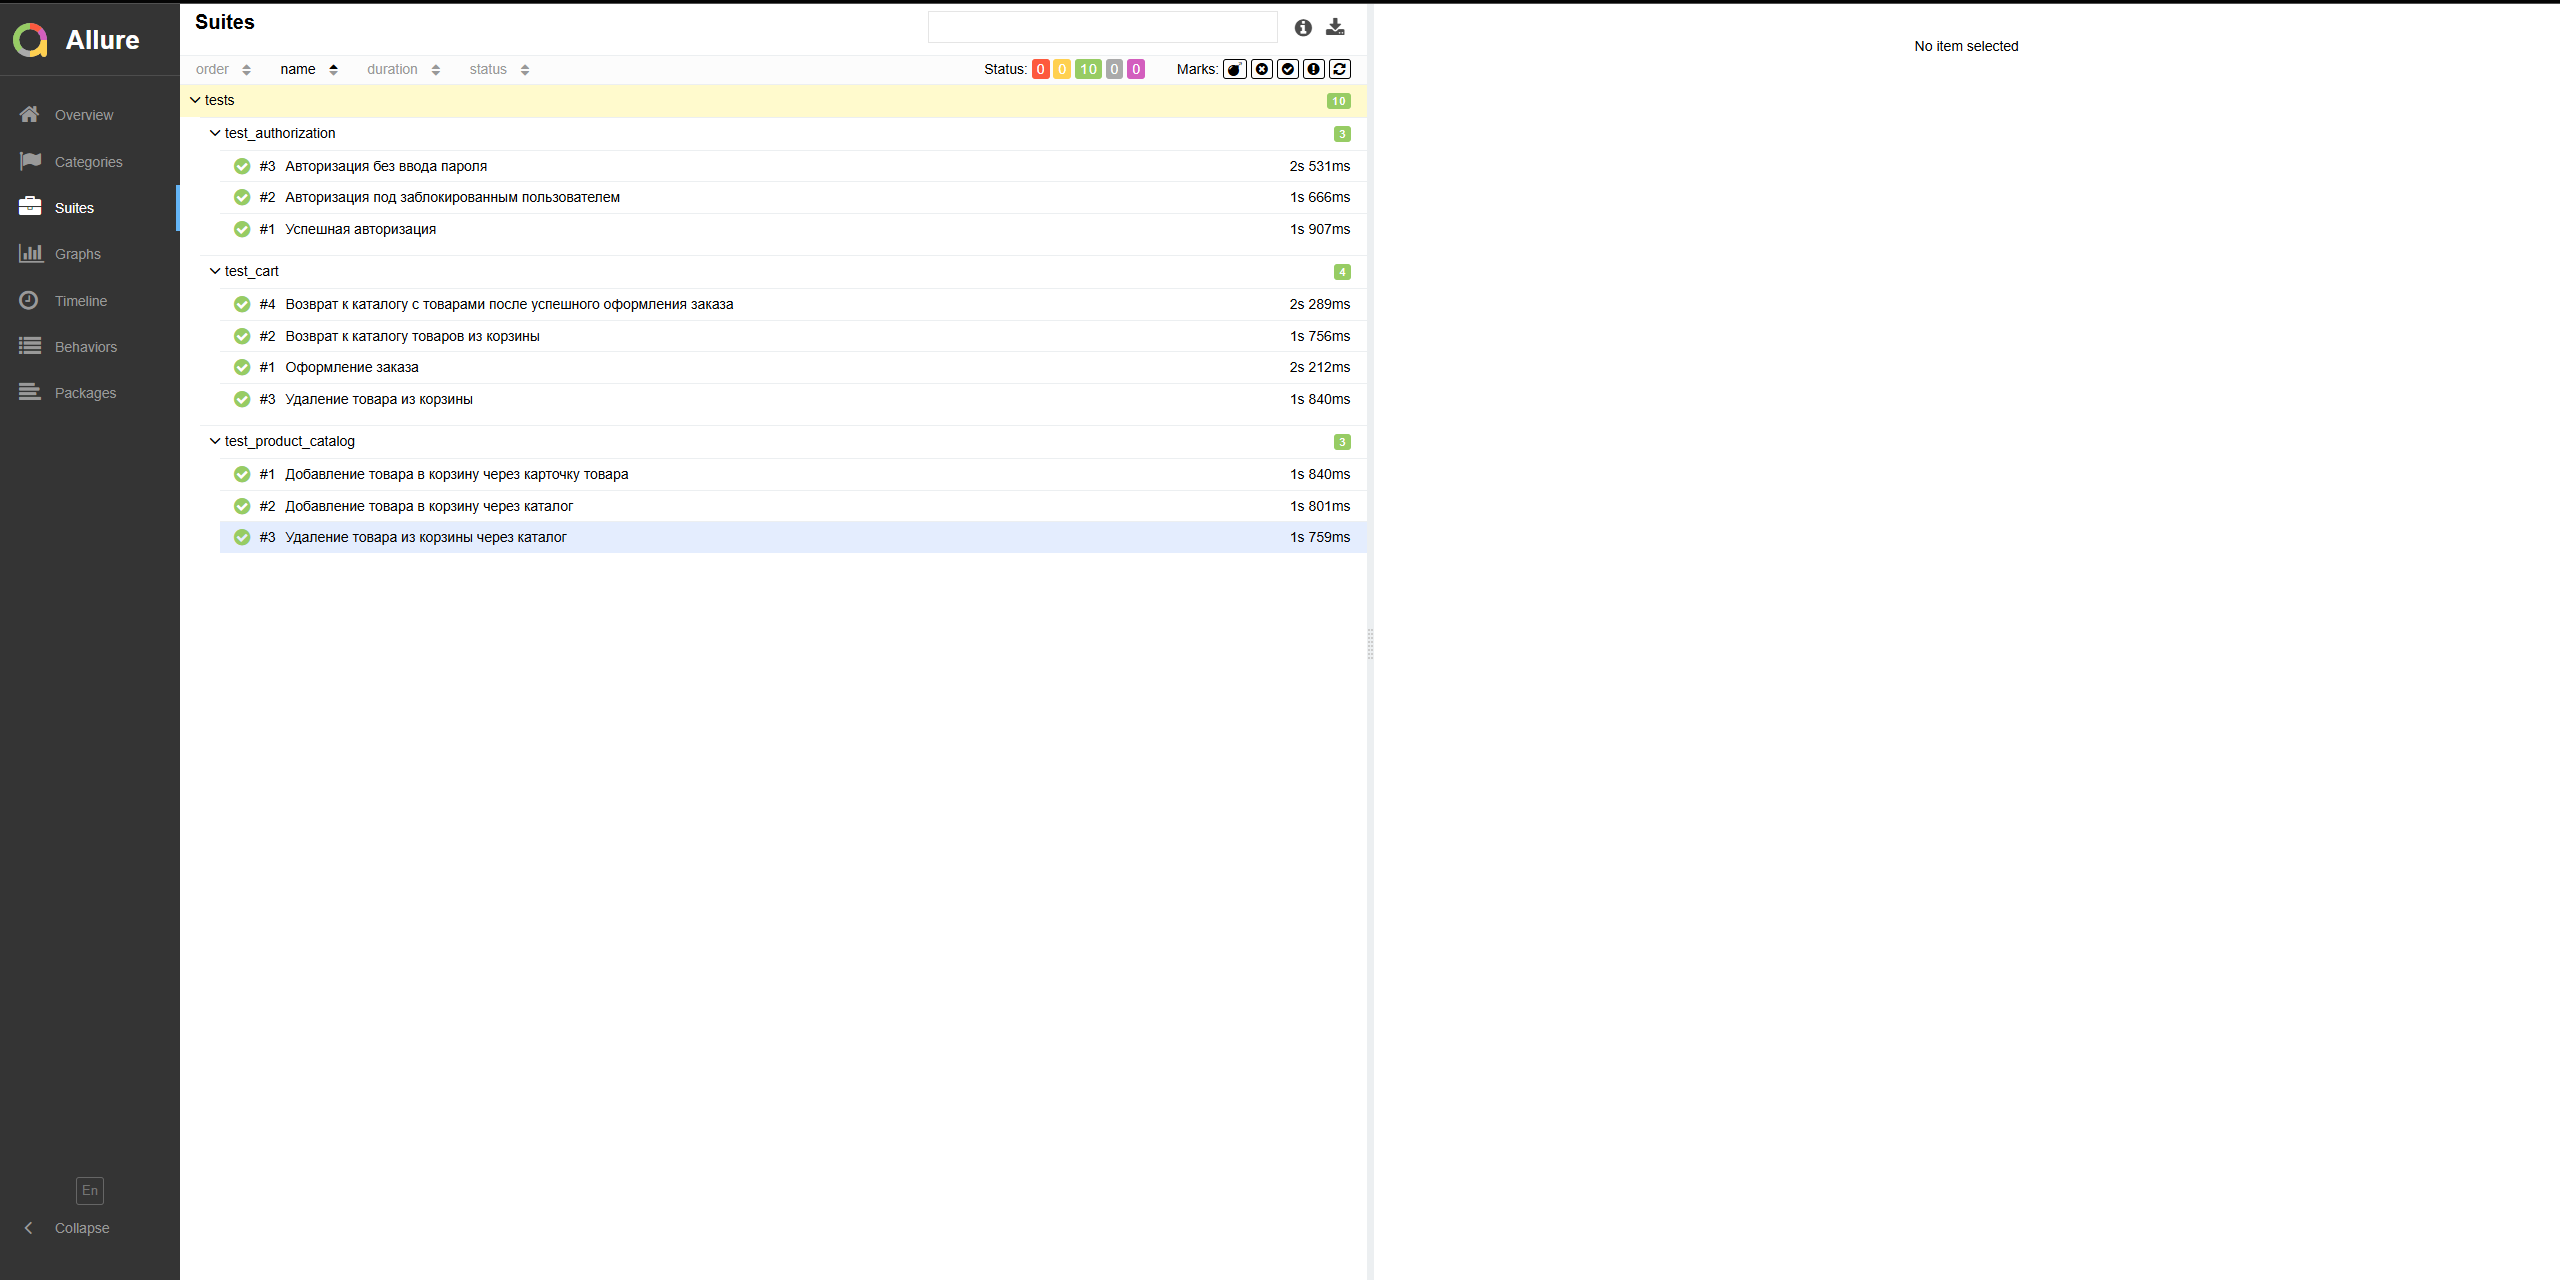 Allure
Overview
Categories
Suites
Graphs
Timeline
Behaviors
Packages
En
Collapse
Suites
order name duration status Status: 0 0 10 0 0 Marks:
tests 10
test_authorization 3
#3 Авторизация без ввода пароля 2s 531ms
#2 Авторизация под заблокированным пользователем 1s 666ms
#1 Успешная авторизация 1s 907ms
test_cart 4
#4 Возврат к каталогу с товарами после успешного оформления заказа 2s 289ms
#2 Возврат к каталогу товаров из корзины 1s 756ms
#1 Оформление заказа 2s 212ms
#3 Удаление товара из корзины 1s 840ms
test_product_catalog 3
#1 Добавление товара в корзину через карточку товара 1s 840ms
#2 Добавление товара в корзину через каталог 1s 801ms
#3 Удаление товара из корзины через каталог 1s 759ms
No item selected